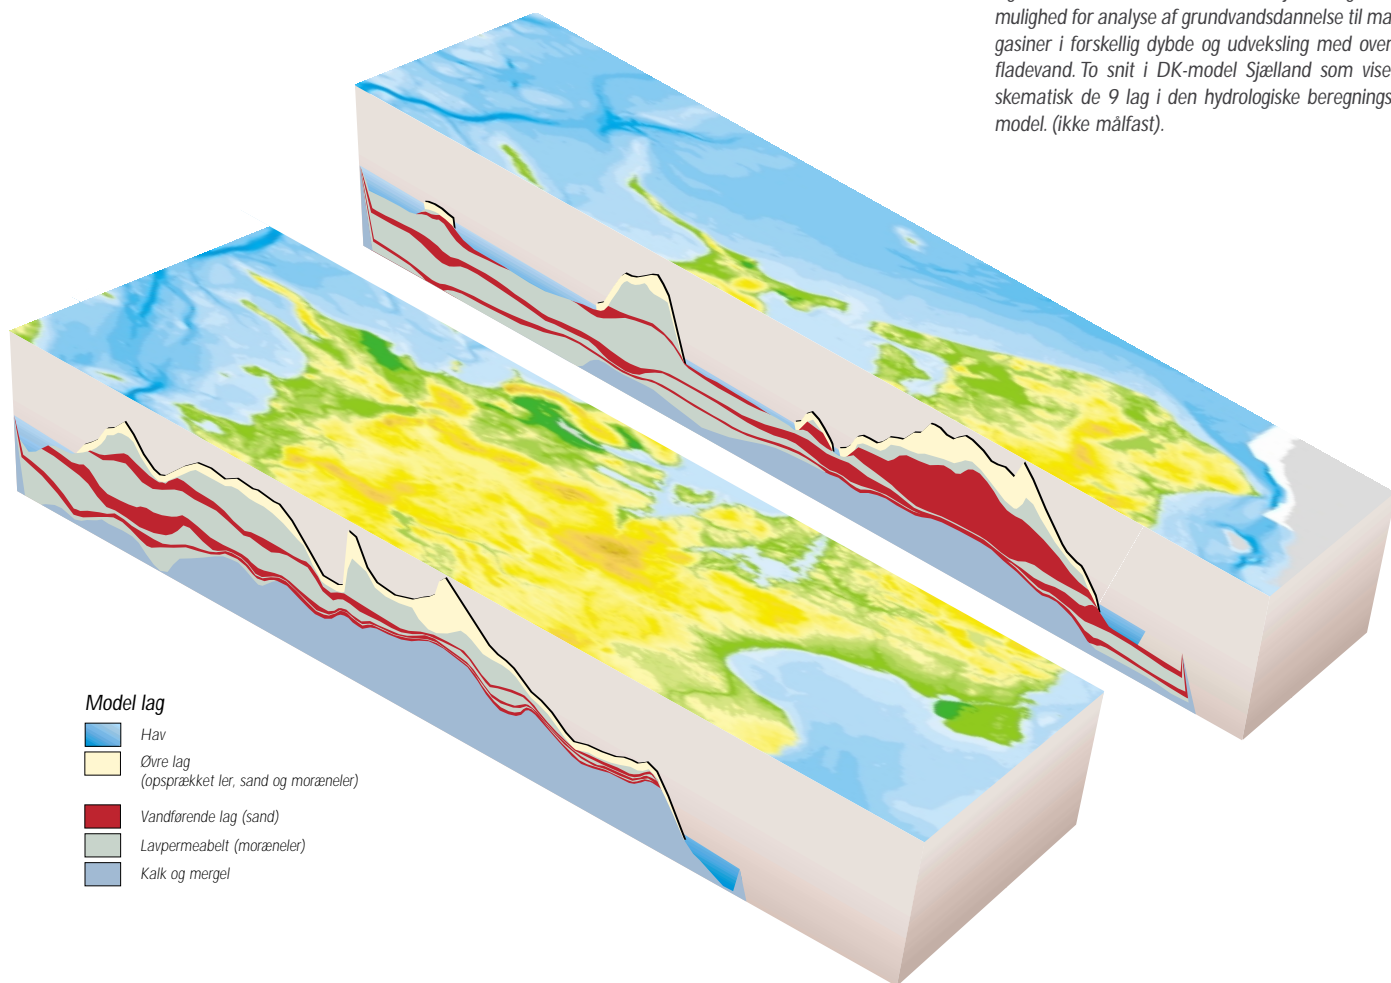 mulighed for analyse af grundvandsdannelse til ma
gasiner i forskellig dybde og udveksling med over
fladevand. To snit i DK-model Sjælland som vise
skematisk de 9 lag i den hydrologiske beregnings
model. (ikke målfast).
Model lag
Hav
Øvre lag
(opsprækket ler, sand og moræneler)
Vandførende lag (sand)
Lavpermeabelt (moræneler)
Kalk og mergel